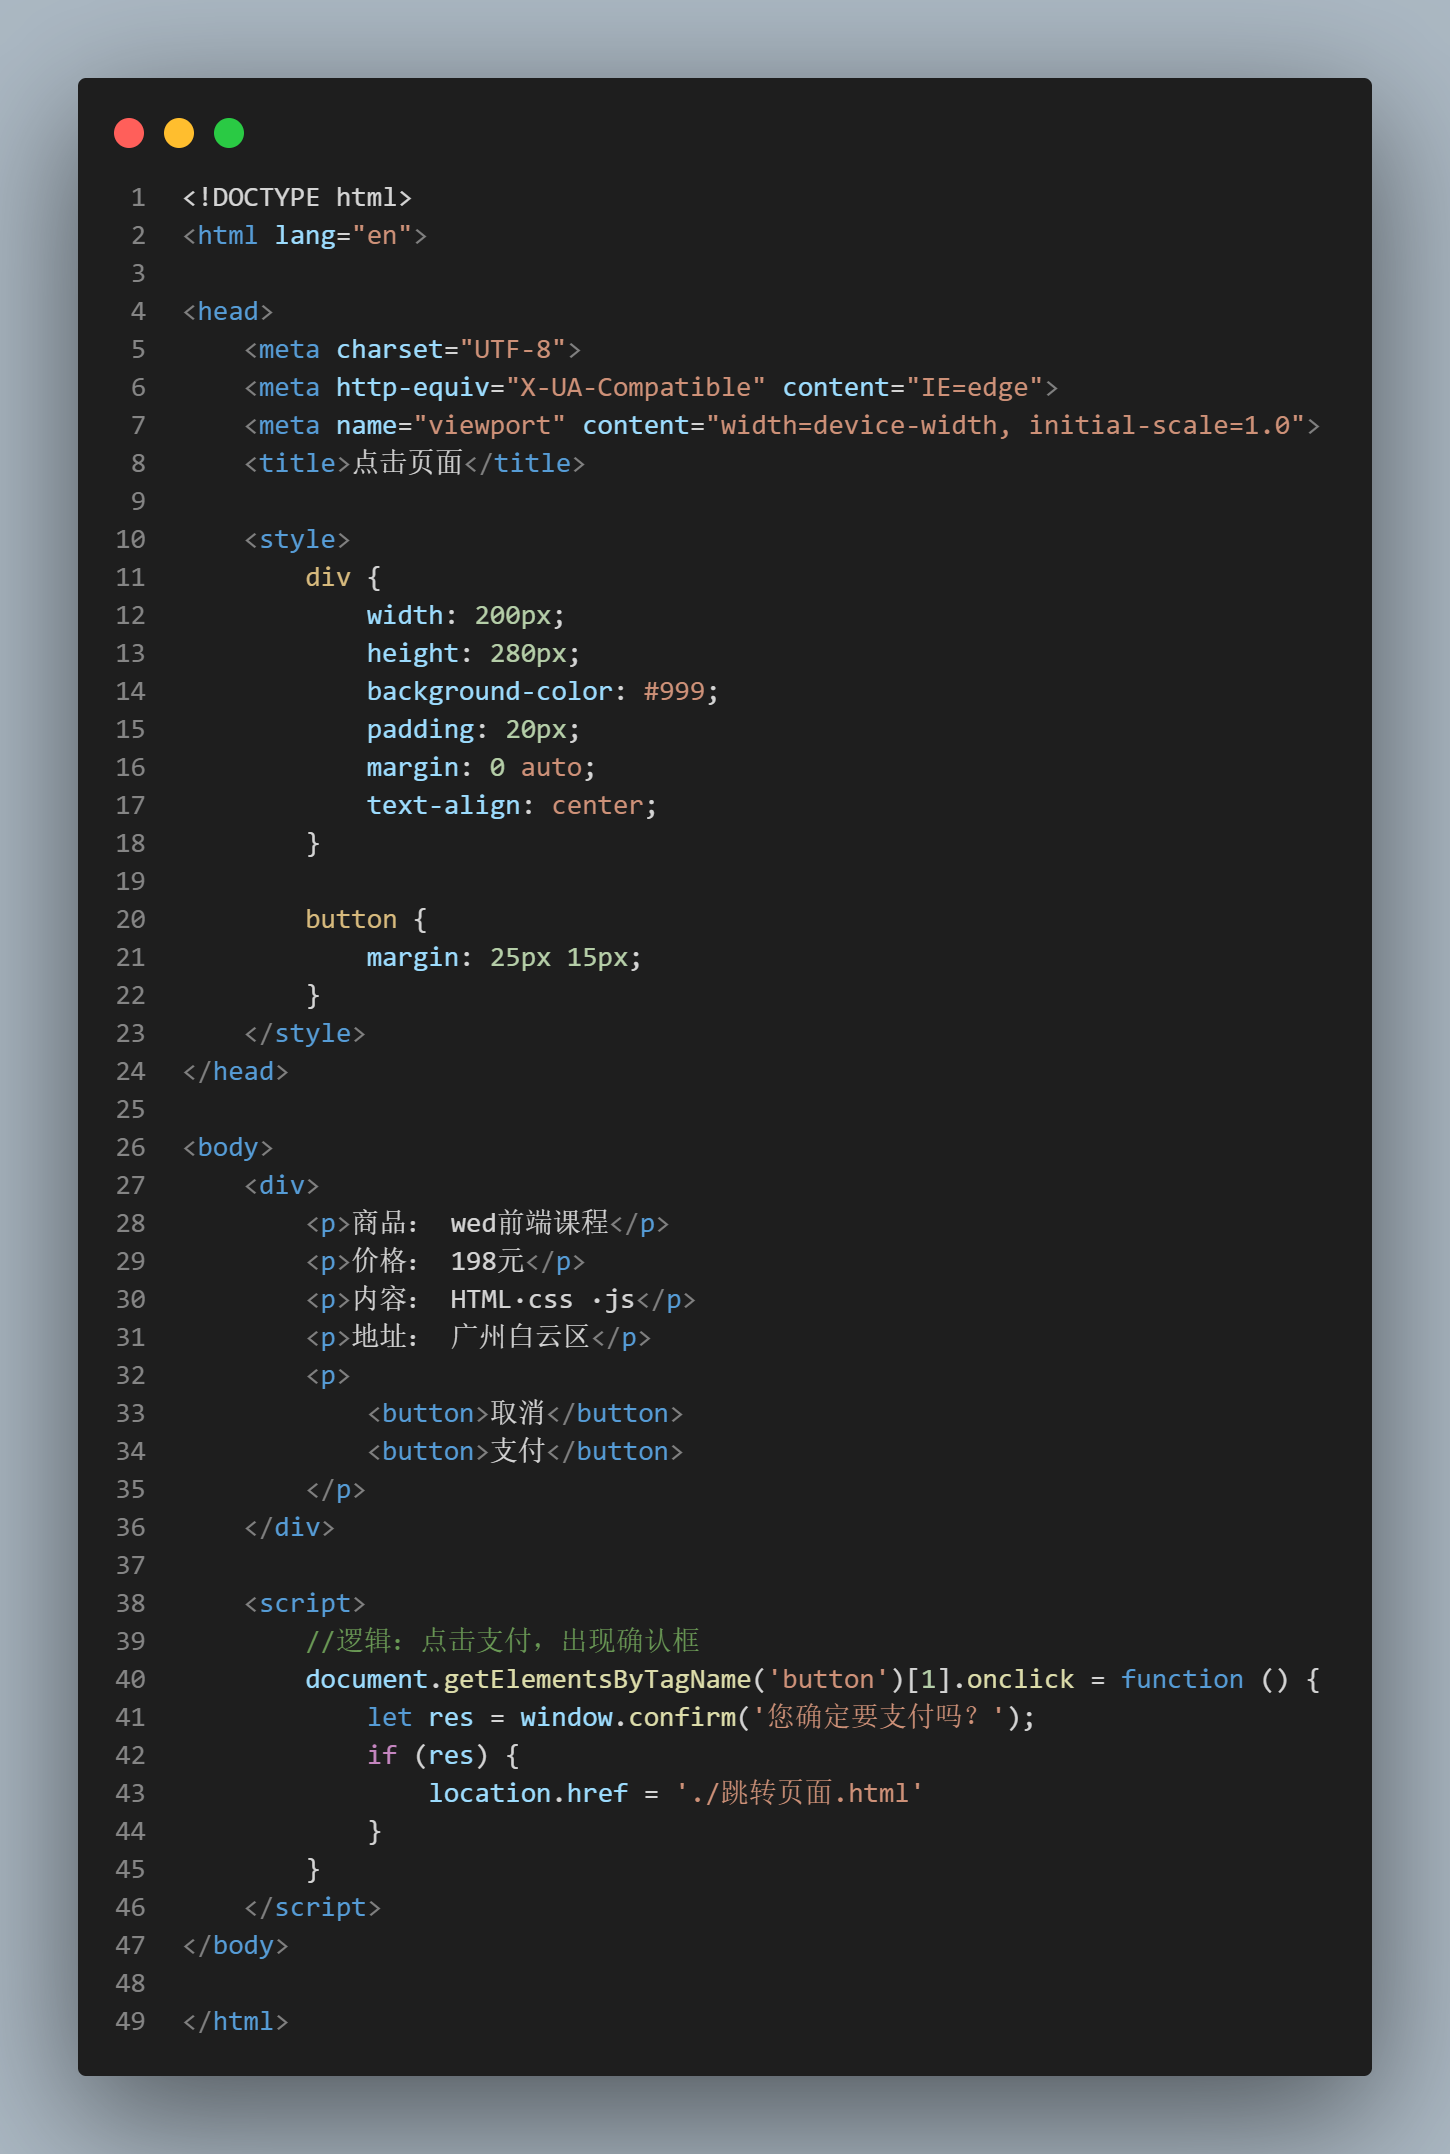 1 <!DOCTYPE html>
2 <html lang="en">
3
4 <head>
5     <meta charset="UTF-8">
6     <meta http-equiv="X-UA-Compatible" content="IE=edge">
7     <meta name="viewport" content="width=device-width, initial-scale=1.0">
8     <title>点击页面</title>
9
10     <style>
11         div {
12             width: 200px;
13             height: 280px;
14             background-color: #999;
15             padding: 20px;
16             margin: 0 auto;
17             text-align: center;
18         }
19
20         button {
21             margin: 25px 15px;
22         }
23     </style>
24 </head>
25
26 <body>
27     <div>
28         <p>商品： wed前端课程</p>
29         <p>价格： 198元</p>
30         <p>内容： HTML·css ·js</p>
31         <p>地址： 广州白云区</p>
32         <p>
33             <button>取消</button>
34             <button>支付</button>
35         </p>
36     </div>
37
38     <script>
39         //逻辑：点击支付，出现确认框
40         document.getElementsByTagName('button')[1].onclick = function () {
41             let res = window.confirm('您确定要支付吗？');
42             if (res) {
43                 location.href = './跳转页面.html'
44             }
45         }
46     </script>
47 </body>
48
49 </html>